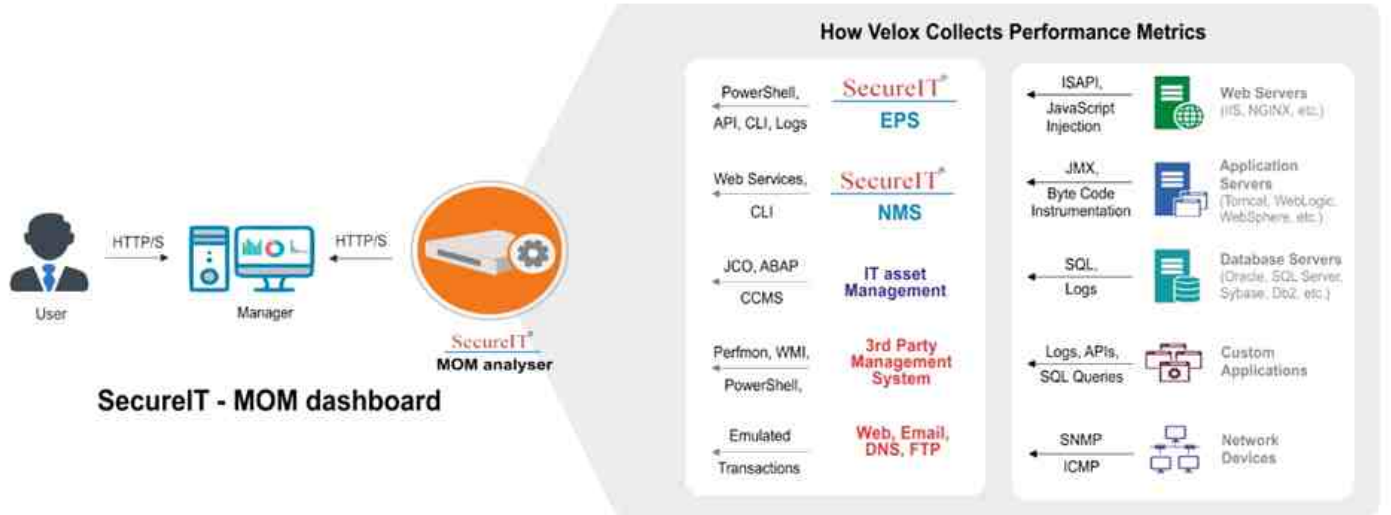 How Velox Collects Performance Metrics
User
HTTP/S
Manager
HTTP/S
SecureIT®
MOM analyser
SecureIT - MOM dashboard
PowerShell,
API, CLI, Logs
SecureIT®
EPS
Web Services,
CLI
SecureIT®
NMS
JCO, ABAP
CCMS
IT asset
Management
Perfmon, WMI,
PowerShell,
3rd Party
Management
System
Emulated
Transactions
Web, Email,
DNS, FTP
ISAPI,
JavaScript
Injection
Web Servers
(IIS, NGINX, etc.)
JMX,
Byte Code
Instrumentation
Application
Servers
(Tomcat, WebLogic,
WebSphere, etc.)
SQL,
Logs
Database Servers
(Oracle, SQL Server,
Sybase, Db2, etc.)
Logs, APIs,
SQL Queries
Custom
Applications
SNMP
ICMP
Network
Devices